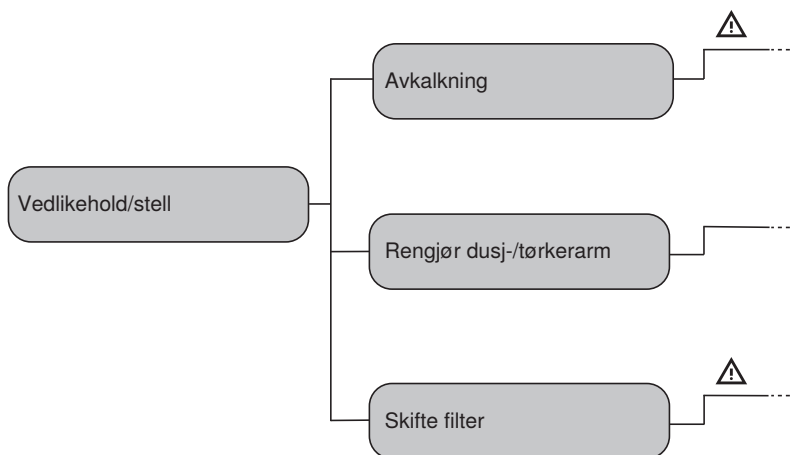 Avkalkning
Vedlikehold/stell
Rengjør dusj-/tørkerarm
Skifte filter